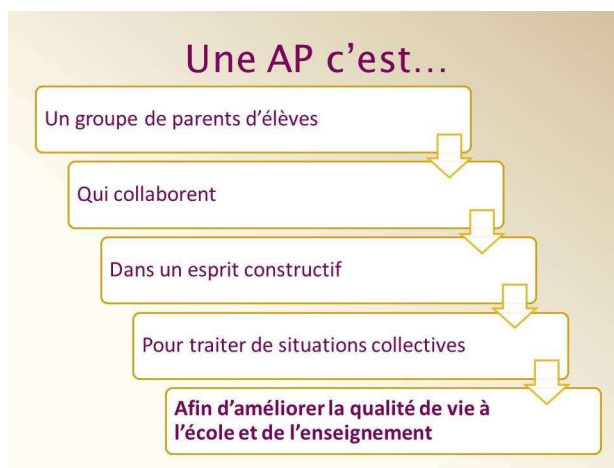 Une AP c'est...
Un groupe de parents d'élèves
Qui collaborent
Dans un esprit constructif
Pour traiter de situations collectives
Afin d'améliorer la qualité de vie à
l'école et de l'enseignement